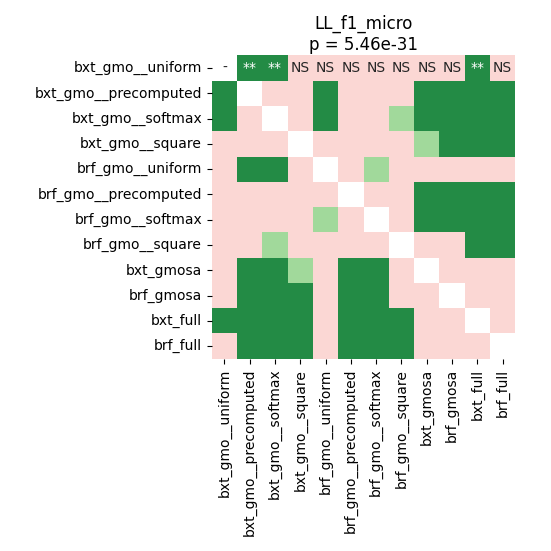 LL_f1_micro
p = 5.46e-31
bxt_gmo__uniform - ** ** NS NS NS NS NS NS NS ** NS
bxt_gmo__precomputed
bxt_gmo__softmax
bxt_gmo__square
brf_gmo__uniform
brf_gmo__precomputed
brf_gmo__softmax
brf_gmo__square
bxt_gmosa
brf_gmosa
bxt_full
brf_full
bxt_gmo__uniform
bxt_gmo__precomputed
bxt_gmo__softmax
bxt_gmo__square
brf_gmo__uniform
brf_gmo__precomputed
brf_gmo__softmax
brf_gmo__square
bxt_gmosa
brf_gmosa
bxt_full
brf_full